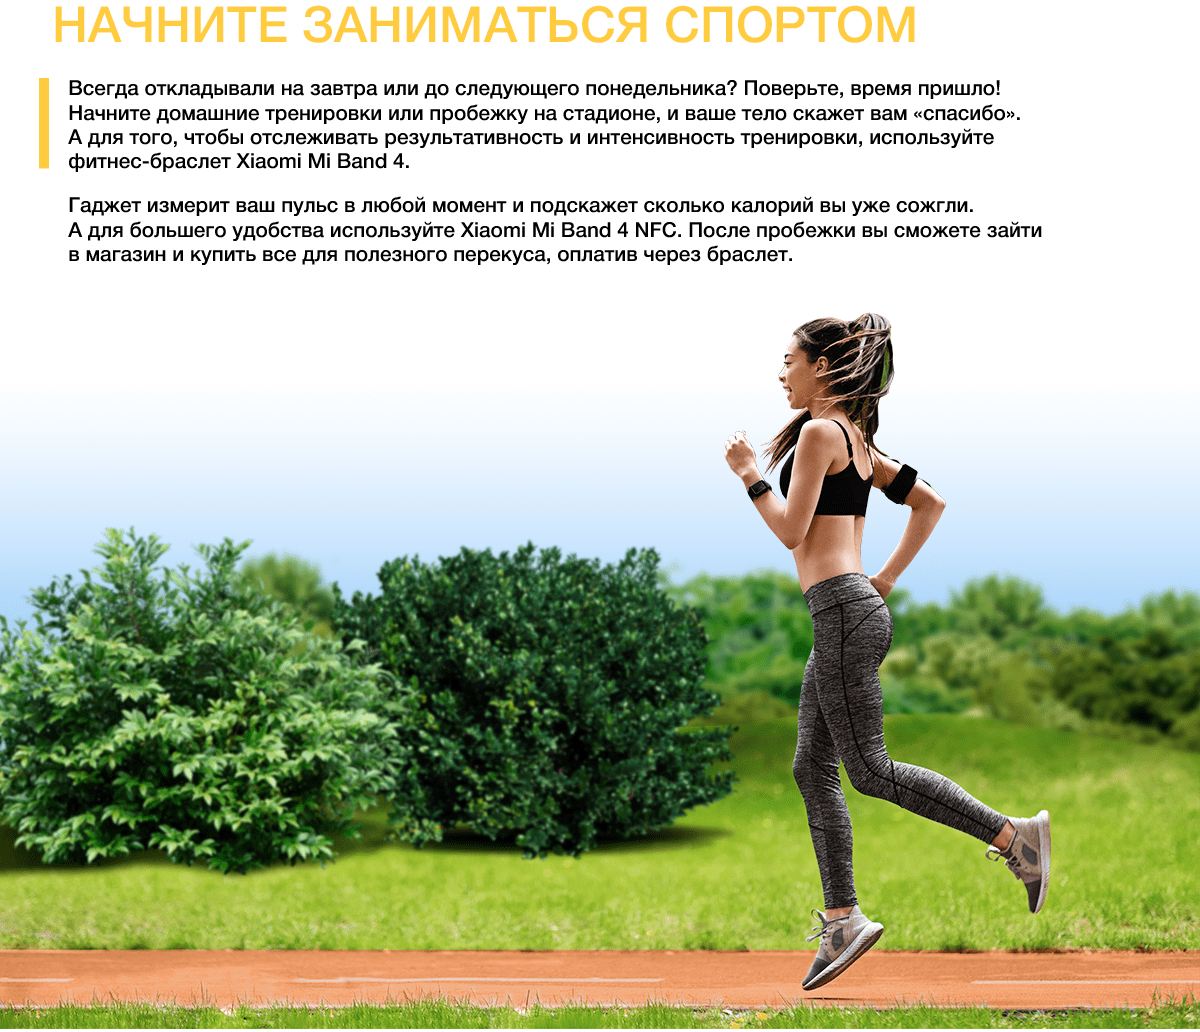 НАЧНИТЕ ЗАНИМАТЬСЯ СПОРТОМ
Всегда откладывали на завтра или до следующего понедельника? Поверьте, время пришло!
Начните домашние тренировки или пробежку на стадионе, и ваше тело скажет вам «спасибо».
А для того, чтобы отслеживать результативность и интенсивность тренировки, используйте
фитнес-браслет Xiaomi Mi Band 4.
Гаджет измерит ваш пульс в любой момент и подскажет сколько калорий вы уже сожгли.
А для большего удобства используйте Xiaomi Mi Band 4 NFC. После пробежки вы сможете зайти
в магазин и купить все для полезного перекуса, оплатив через браслет.